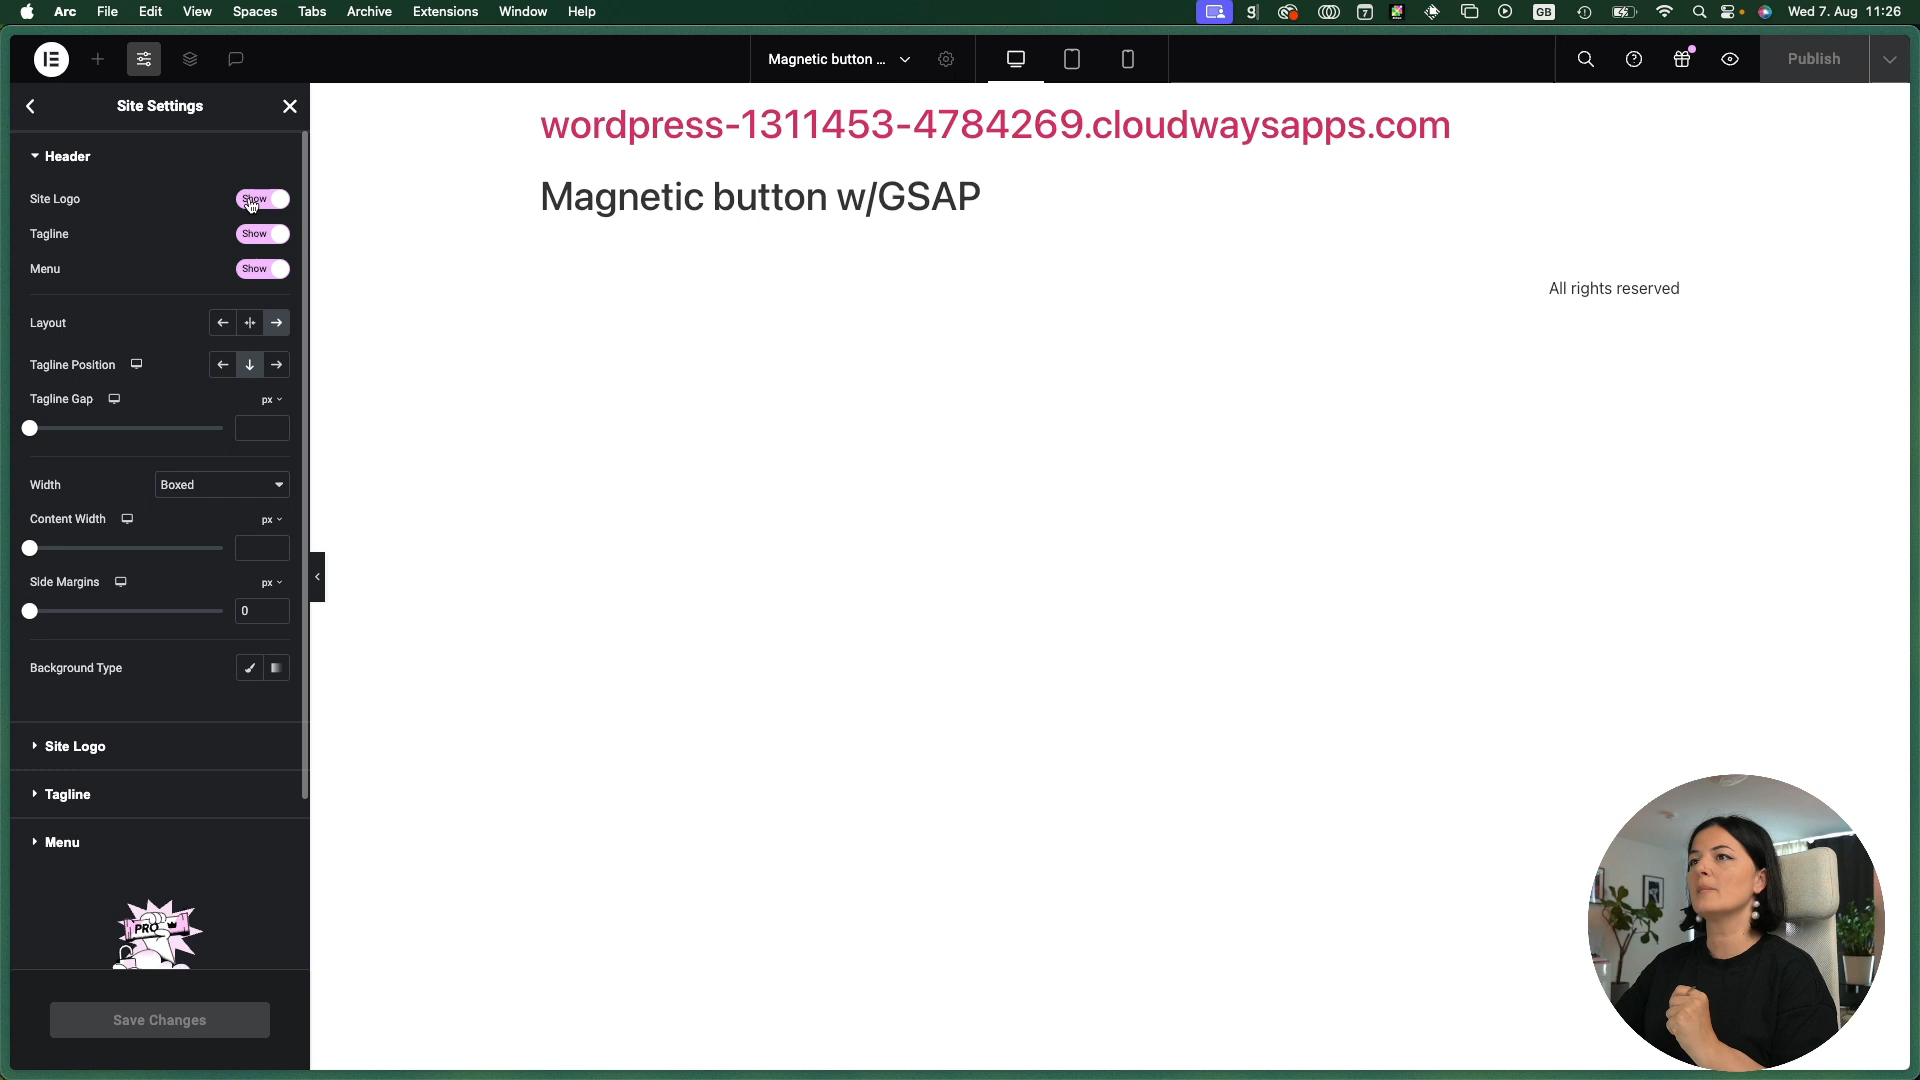 Arc File Edit View Spaces Tabs Archive Extensions Window Help
7 GB Wed 7. Aug 11:26
Magnetic button ...
Publish
Site Settings
Header
Site Logo Show
Tagline Show
Menu Show
Layout
Tagline Position
Tagline Gap px
Width Boxed
Content Width px
Side Margins px
0
Background Type
Site Logo
Tagline
Menu
PRO
Save Changes
wordpress-1311453-4784269.cloudwaysapps.com
Magnetic button w/GSAP
All rights reserved